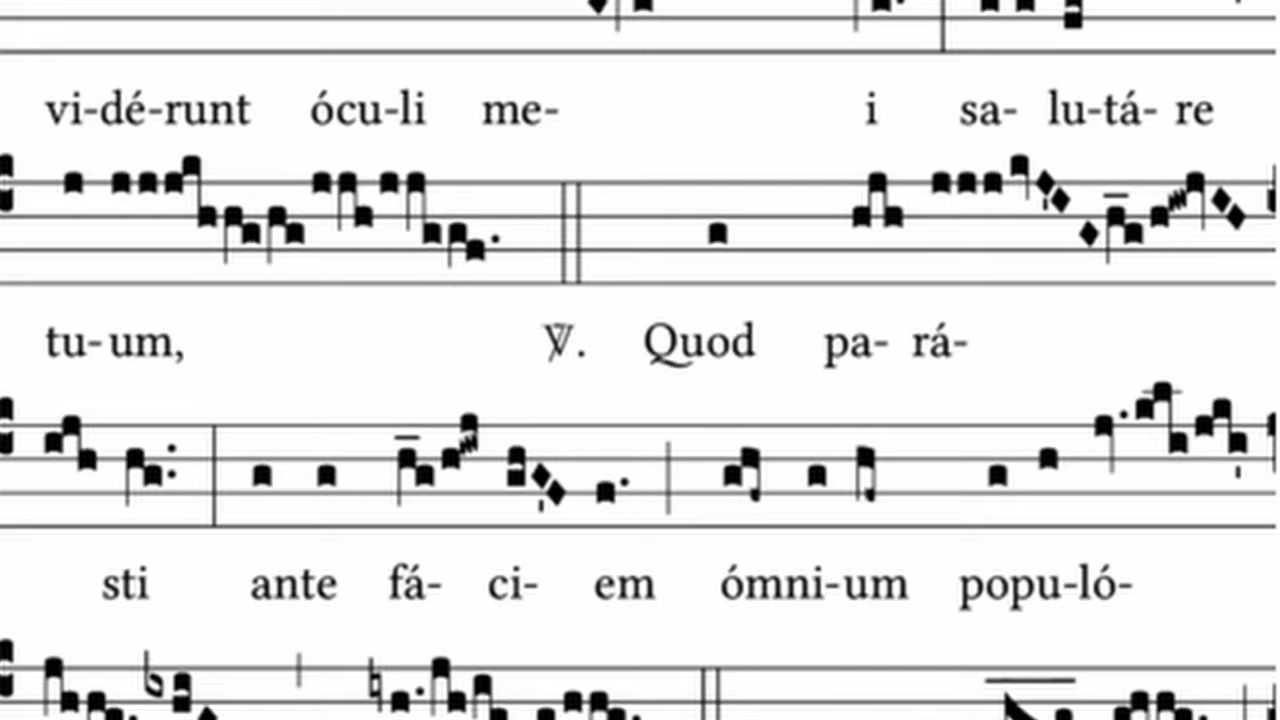 vi-dé-runt ócu-li me- i sa- lu-tá- re
tu-um, ℣. Quod pa- rá-
sti ante fá- ci- em ómni-um popu-ló-